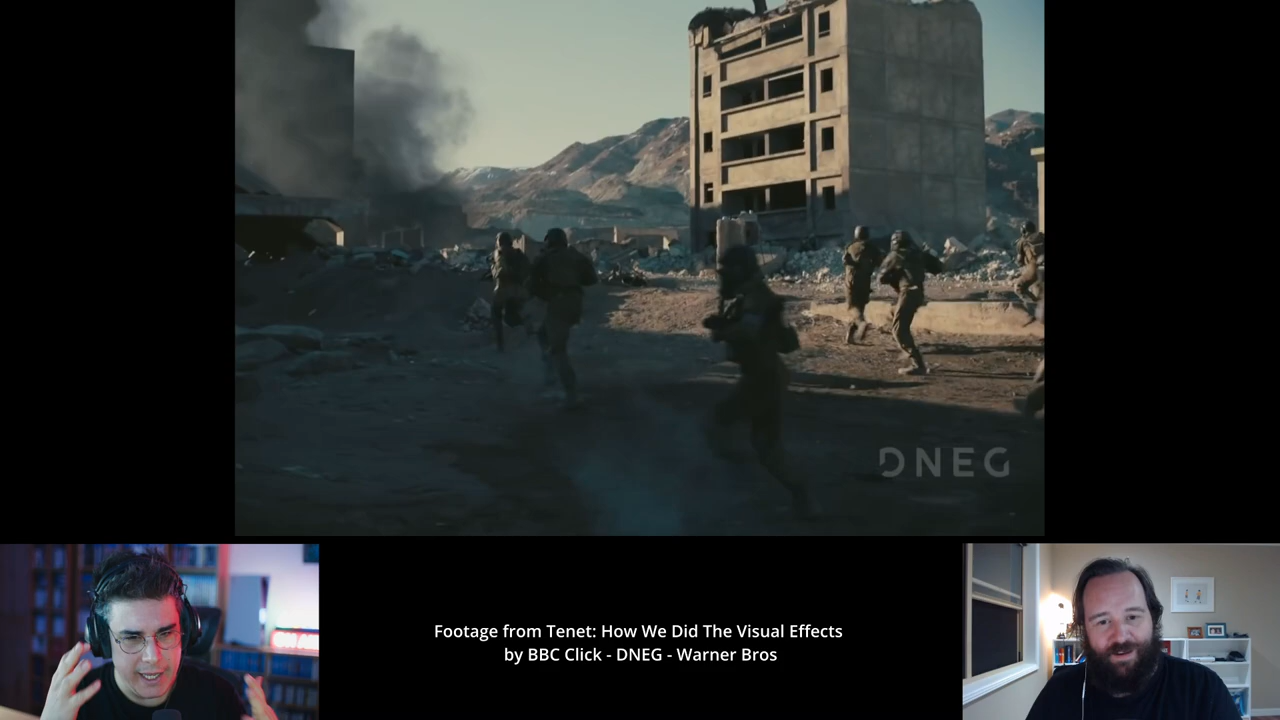 DNEG
Footage from Tenet: How We Did The Visual Effects
by BBC Click - DNEG - Warner Bros